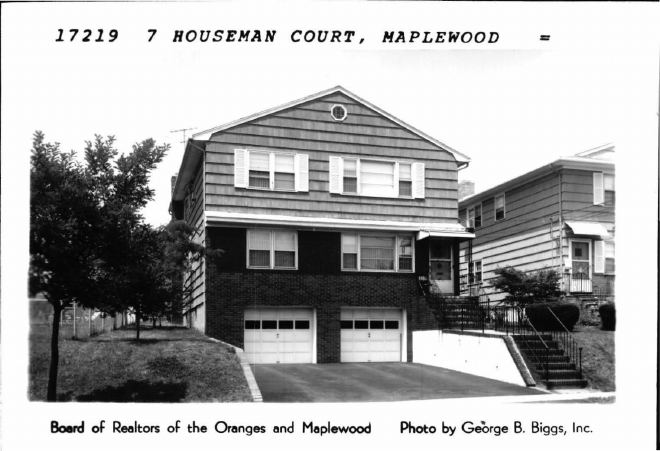 17219 7 HOUSEMAN COURT, MAPLEWOOD =
Board of Realtors of the Oranges and Maplewood Photo by George B. Biggs, Inc.